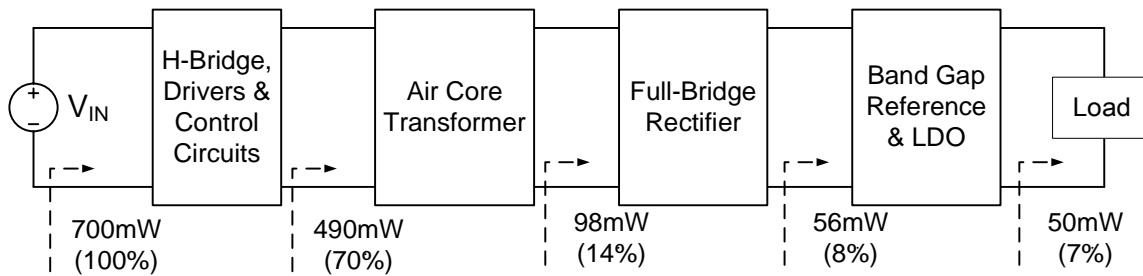 +
−
V_IN
H-Bridge,
Drivers &
Control
Circuits
Air Core
Transformer
Full-Bridge
Rectifier
Band Gap
Reference
& LDO
Load
700mW
(100%)
490mW
(70%)
98mW
(14%)
56mW
(8%)
50mW
(7%)